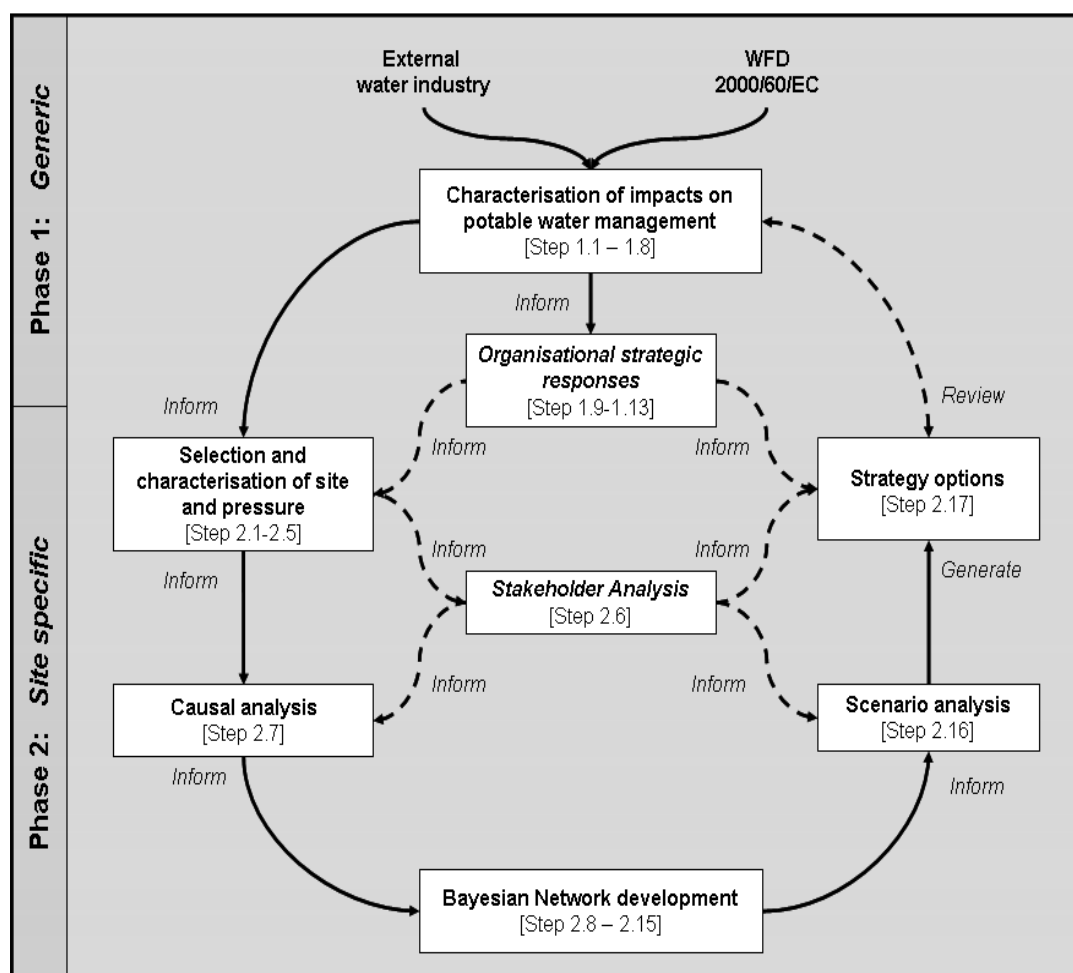 Phase 1: Generic
External
water industry
WFD
2000/60/EC
Characterisation of impacts on
potable water management
[Step 1.1 – 1.8]
Inform
Organisational strategic
responses
[Step 1.9-1.13]
Inform
Inform
Inform
Review
Phase 2: Site specific
Selection and
characterisation of site
and pressure
[Step 2.1-2.5]
Strategy options
[Step 2.17]
Inform
Inform
Inform
Generate
Stakeholder Analysis
[Step 2.6]
Inform
Inform
Causal analysis
[Step 2.7]
Scenario analysis
[Step 2.16]
Inform
Inform
Bayesian Network development
[Step 2.8 – 2.15]